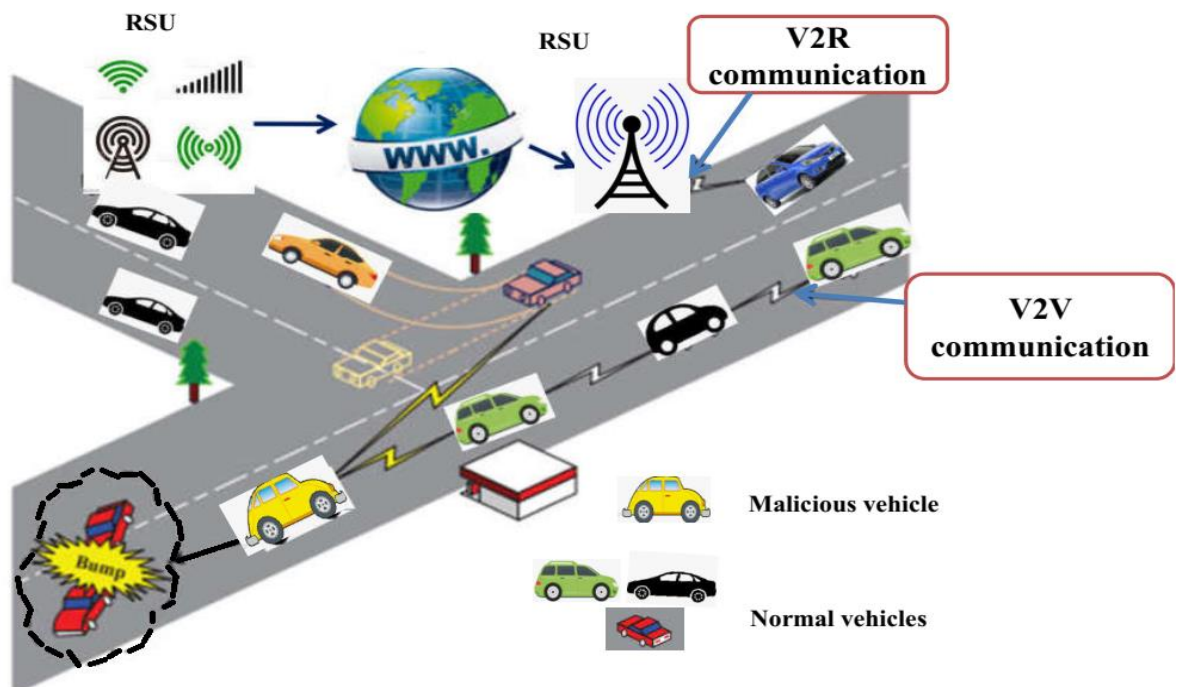 RSU
RSU
V2R
communication
WWW.
V2V
communication
Bump
Malicious vehicle
Normal vehicles